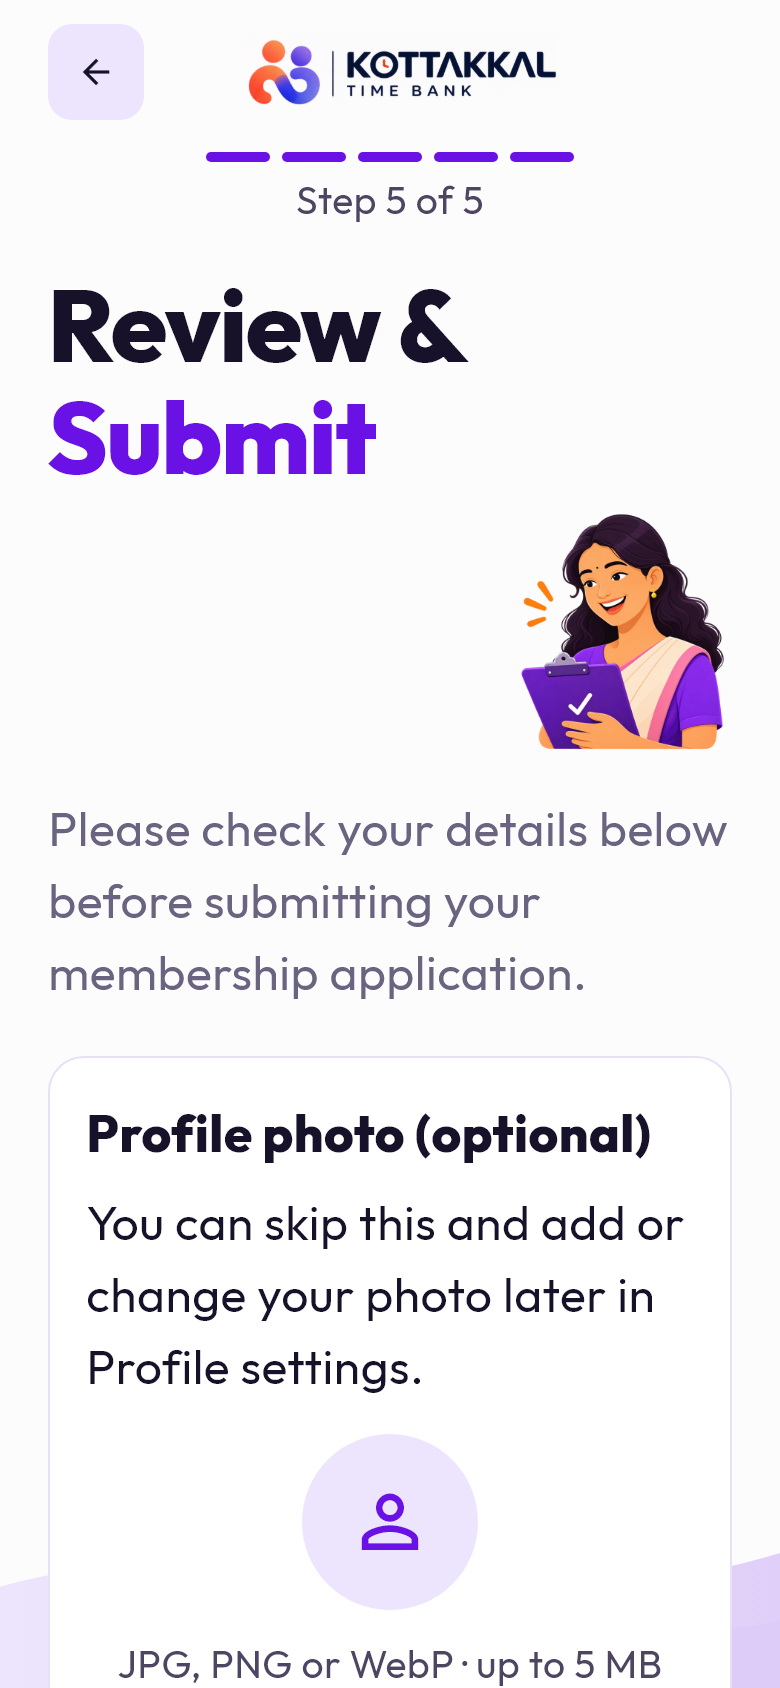 KOTTAKKAL
TIME BANK
Step 5 of 5
Review &
Submit
Please check your details below
before submitting your
membership application.
Profile photo (optional)
You can skip this and add or
change your photo later in
Profile settings.
JPG, PNG or WebP · up to 5 MB